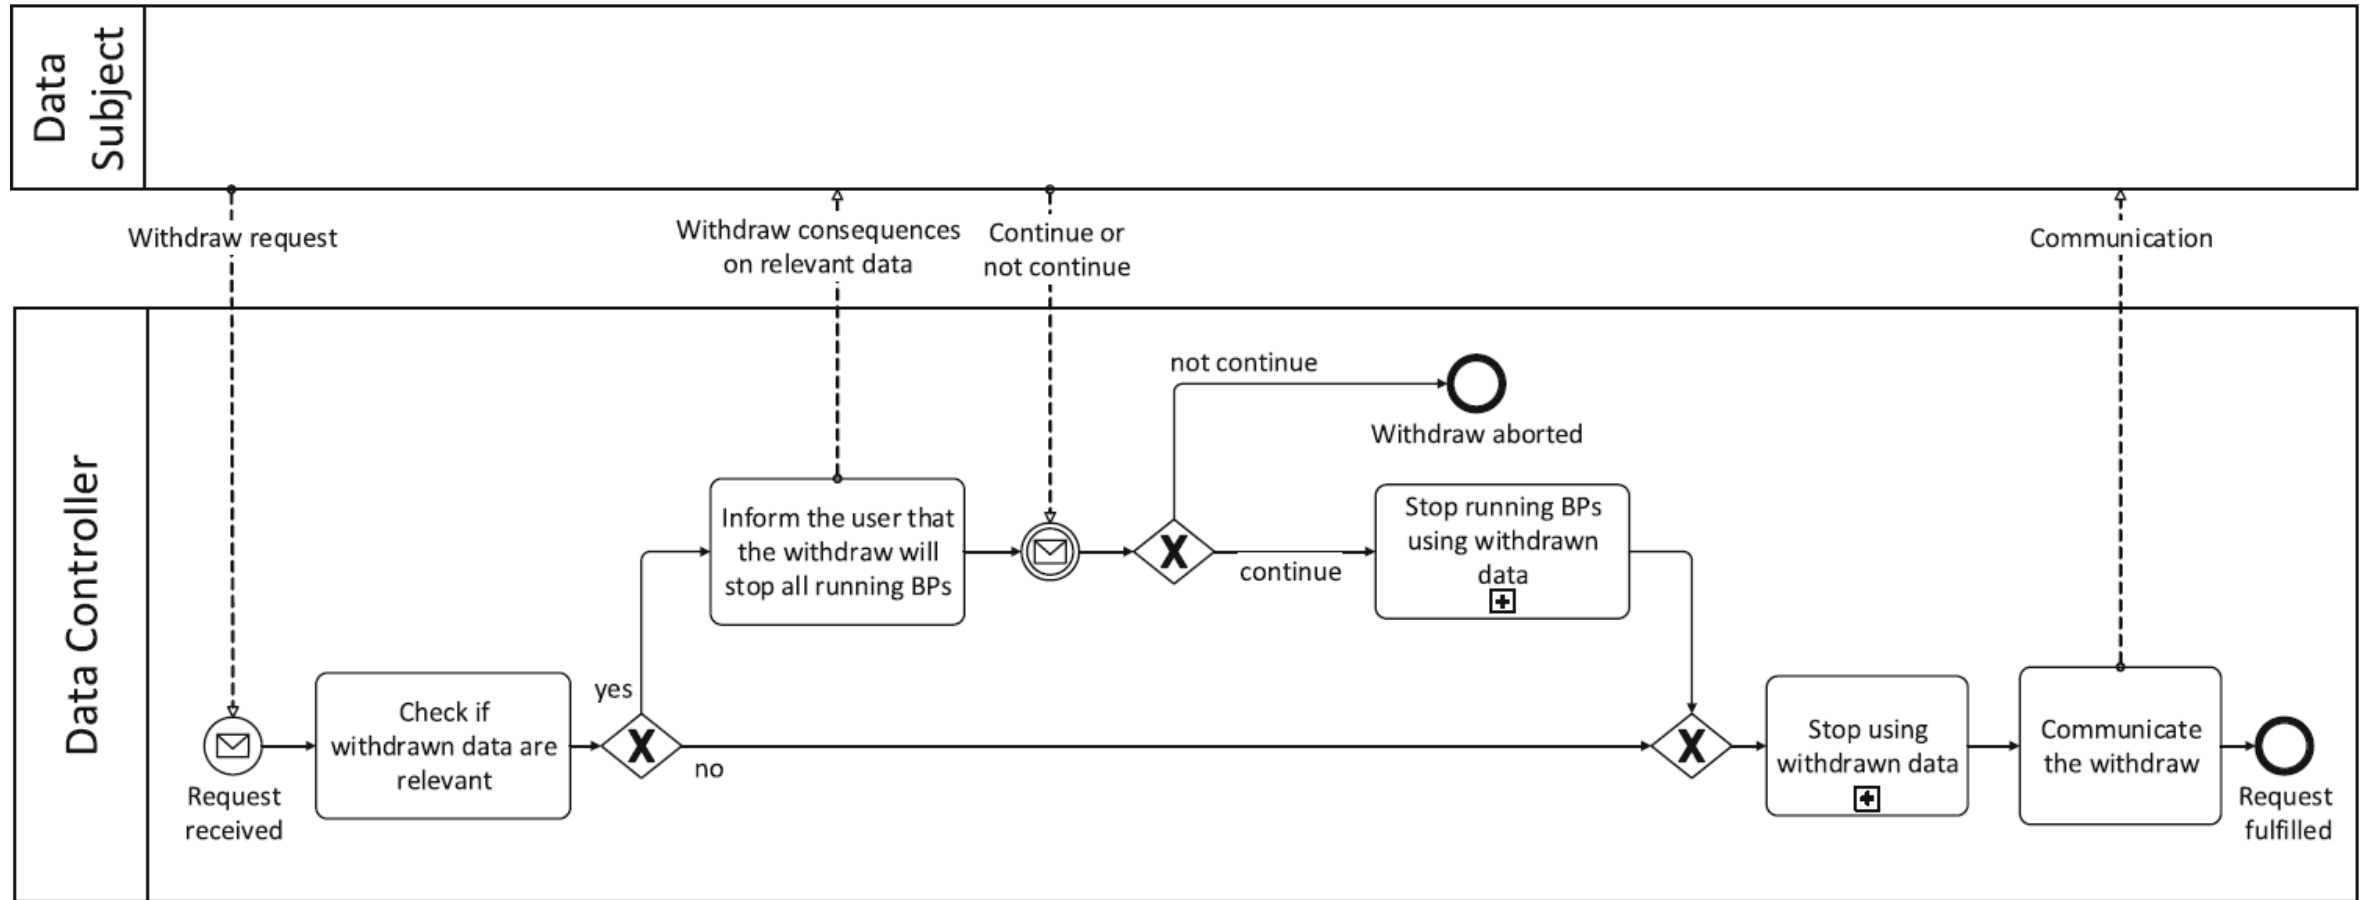 Data
Subject
Withdraw request
Withdraw consequences
on relevant data
Continue or
not continue
Communication
Data Controller
not continue
Withdraw aborted
Inform the user that
the withdraw will
stop all running BPs
X
continue
Stop running BPs
using withdrawn
data
yes
Request
received
Check if
withdrawn data are
relevant
X
no
X
Stop using
withdrawn data
Communicate
the withdraw
Request
fulfilled